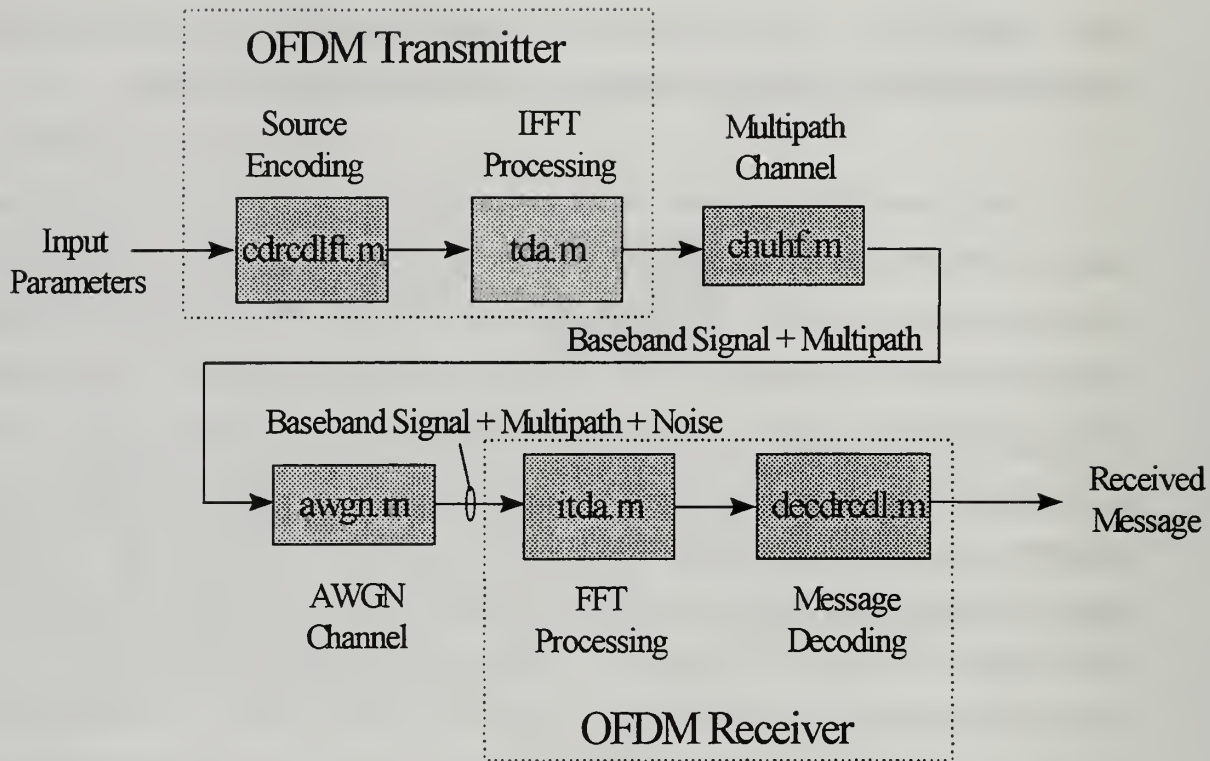 OFDM Transmitter
Source
Encoding
IFFT
Processing
Multipath
Channel
Input
Parameters
cdrcdlft.m
tda.m
chuhf.m
Baseband Signal + Multipath
Baseband Signal + Multipath + Noise
awgn.m
itda.m
decdrcdl.m
Received
Message
AWGN
Channel
FFT
Processing
Message
Decoding
OFDM Receiver